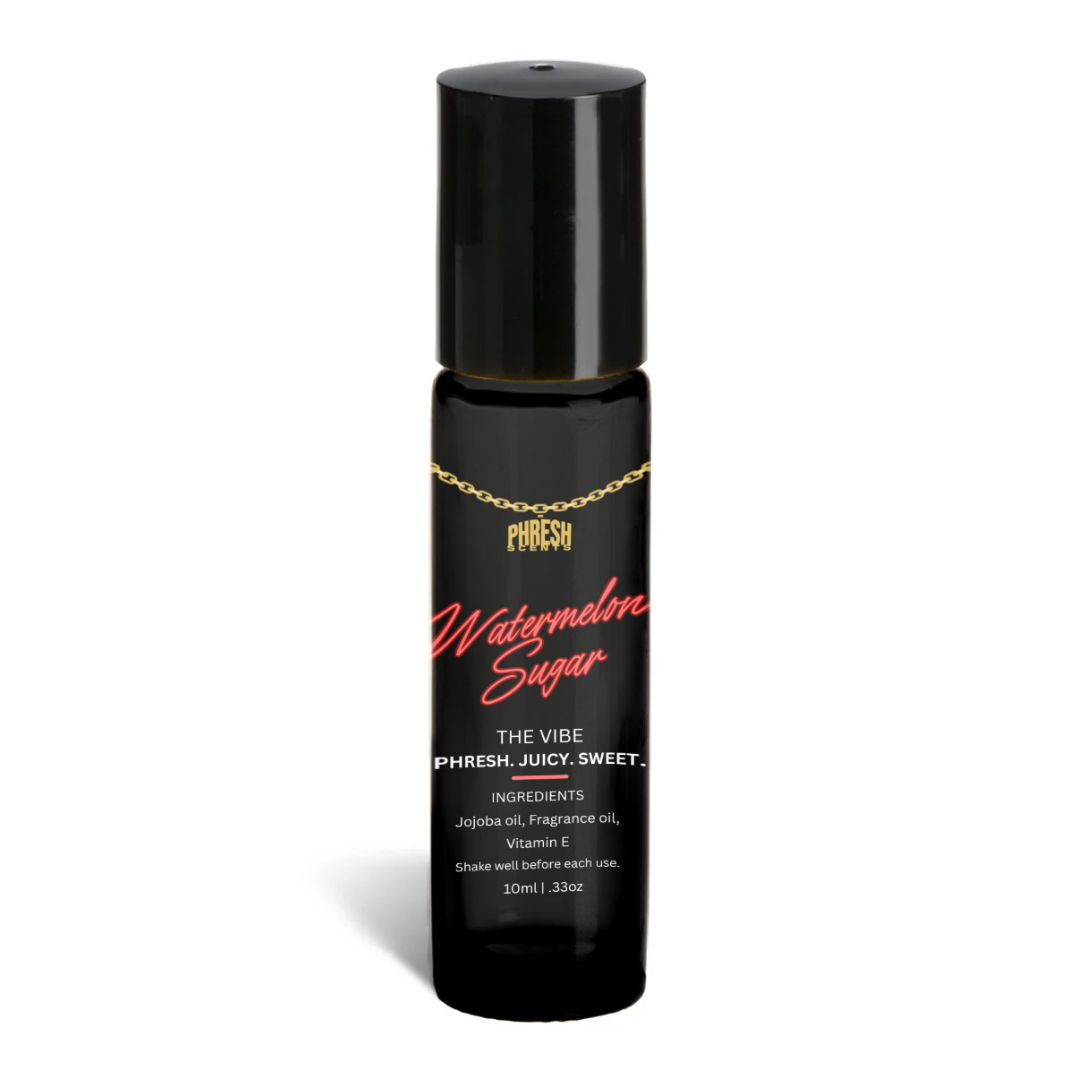 PHRESH
SCENTS
Watermelon
Sugar
THE VIBE
PHRESH. JUICY. SWEET.
INGREDIENTS
Jojoba oil, Fragrance oil,
Vitamin E
Shake well before each use.
10ml | .33oz